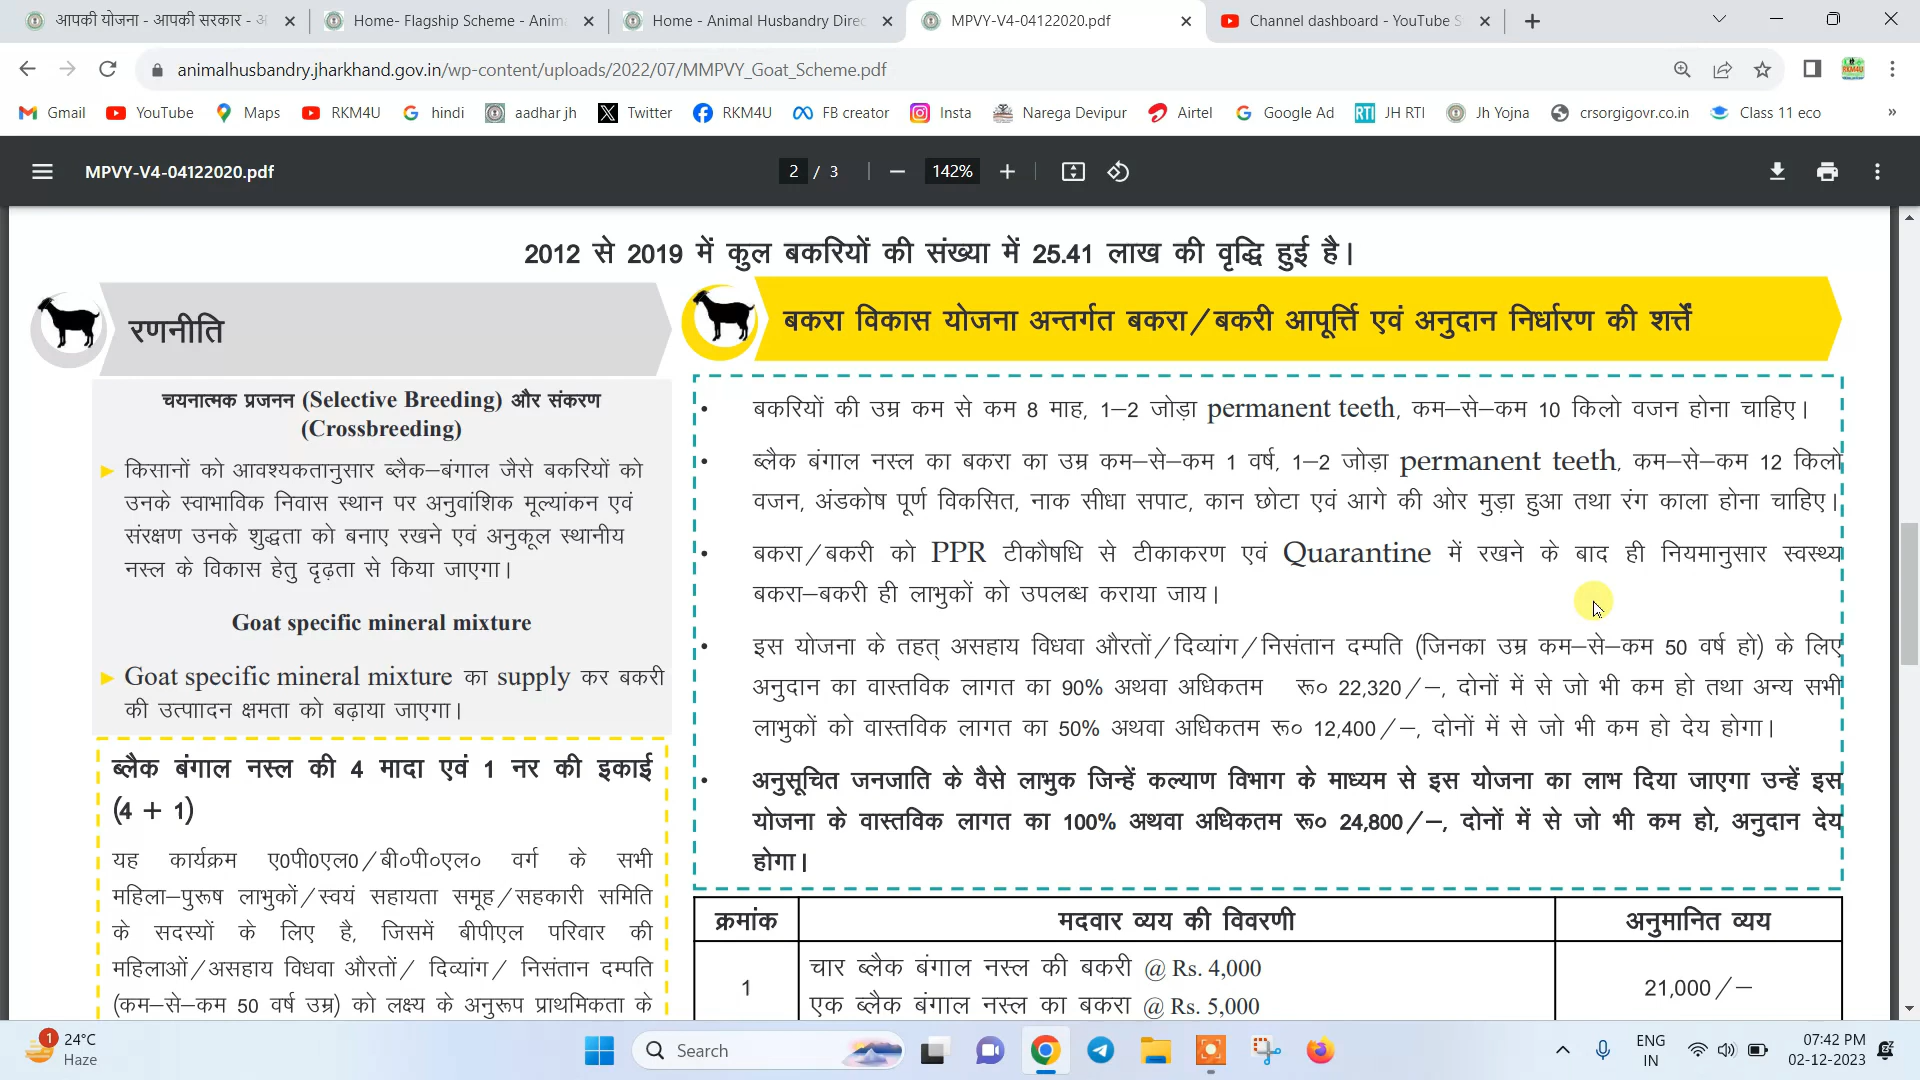 आपकी योजना - आपकी सरकार -
Home- Flagship Scheme - Anim
Home - Animal Husbandry Direc
MPVY-V4-04122020.pdf
Channel dashboard - YouTube S
animalhusbandry.jharkhand.gov.in/wp-content/uploads/2022/07/MMPVY_Goat_Scheme.pdf
Gmail YouTube Maps RKM4U hindi aadhar jh Twitter RKM4U FB creator Insta Narega Devipur Airtel Google Ad RTI JH RTI Jh Yojna crsorgigovr.co.in Class 11 eco »
MPVY-V4-04122020.pdf 2 / 3 142%
2012 से 2019 में कुल बकरियों की संख्या में 25.41 लाख की वृद्धि हुई है।
रणनीति
चयनात्मक प्रजनन (Selective Breeding) और संकरण
(Crossbreeding)
किसानों को आवश्यकतानुसार ब्लैक–बंगाल जैसे बकरियों को
उनके स्वाभाविक निवास स्थान पर अनुवांशिक मूल्यांकन एवं
संरक्षण उनके शुद्धता को बनाए रखने एवं अनुकूल स्थानीय
नस्ल के विकास हेतु दृढ़ता से किया जाएगा।
Goat specific mineral mixture
Goat specific mineral mixture का supply कर बकरी
की उत्पाादन क्षमता को बढ़ाया जाएगा।
ब्लैक बंगाल नस्ल की 4 मादा एवं 1 नर की इकाई
(4 + 1)
यह कार्यक्रम ए0पी0एल0/बी०पी०एल० वर्ग के सभी
महिला–पुरूष लाभुकों/स्वयं सहायता समूह/सहकारी समिति
के सदस्यों के लिए है, जिसमें बीपीएल परिवार की
महिलाओं/असहाय विधवा औरतों/ दिव्यांग/ निसंतान दम्पति
(कम–से–कम 50 वर्ष उम्र) को लक्ष्य के अनुरूप प्राथमिकता के
बकरा विकास योजना अन्तर्गत बकरा/बकरी आपूर्त्ति एवं अनुदान निर्धारण की शर्त्तें
• बकरियों की उम्र कम से कम 8 माह, 1–2 जोड़ा permanent teeth, कम–से–कम 10 किलो वजन होना चाहिए।
• ब्लैक बंगाल नस्ल का बकरा का उम्र कम–से–कम 1 वर्ष, 1–2 जोड़ा permanent teeth, कम–से–कम 12 किलो
वजन, अंडकोष पूर्ण विकसित, नाक सीधा सपाट, कान छोटा एवं आगे की ओर मुड़ा हुआ तथा रंग काला होना चाहिए।
• बकरा/बकरी को PPR टीकौषधि से टीकाकरण एवं Quarantine में रखने के बाद ही नियमानुसार स्वस्थ्य
बकरा–बकरी ही लाभुकों को उपलब्ध कराया जाय।
• इस योजना के तहत् असहाय विधवा औरतों/दिव्यांग/निसंतान दम्पति (जिनका उम्र कम–से–कम 50 वर्ष हो) के लिए
अनुदान का वास्तविक लागत का 90% अथवा अधिकतम रू० 22,320/–, दोनों में से जो भी कम हो तथा अन्य सभी
लाभुकों को वास्तविक लागत का 50% अथवा अधिकतम रू० 12,400/–, दोनों में से जो भी कम हो देय होगा।
• अनुसूचित जनजाति के वैसे लाभुक जिन्हें कल्याण विभाग के माध्यम से इस योजना का लाभ दिया जाएगा उन्हें इस
योजना के वास्तविक लागत का 100% अथवा अधिकतम रू० 24,800/–, दोनों में से जो भी कम हो, अनुदान देय
होगा।
क्रमांक मदवार व्यय की विवरणी अनुमानित व्यय
1 चार ब्लैक बंगाल नस्ल की बकरी @ Rs. 4,000 21,000/–
एक ब्लैक बंगाल नस्ल का बकरा @ Rs. 5,000
1 24°C
Haze
Search
ENG
IN
07:42 PM
02-12-2023